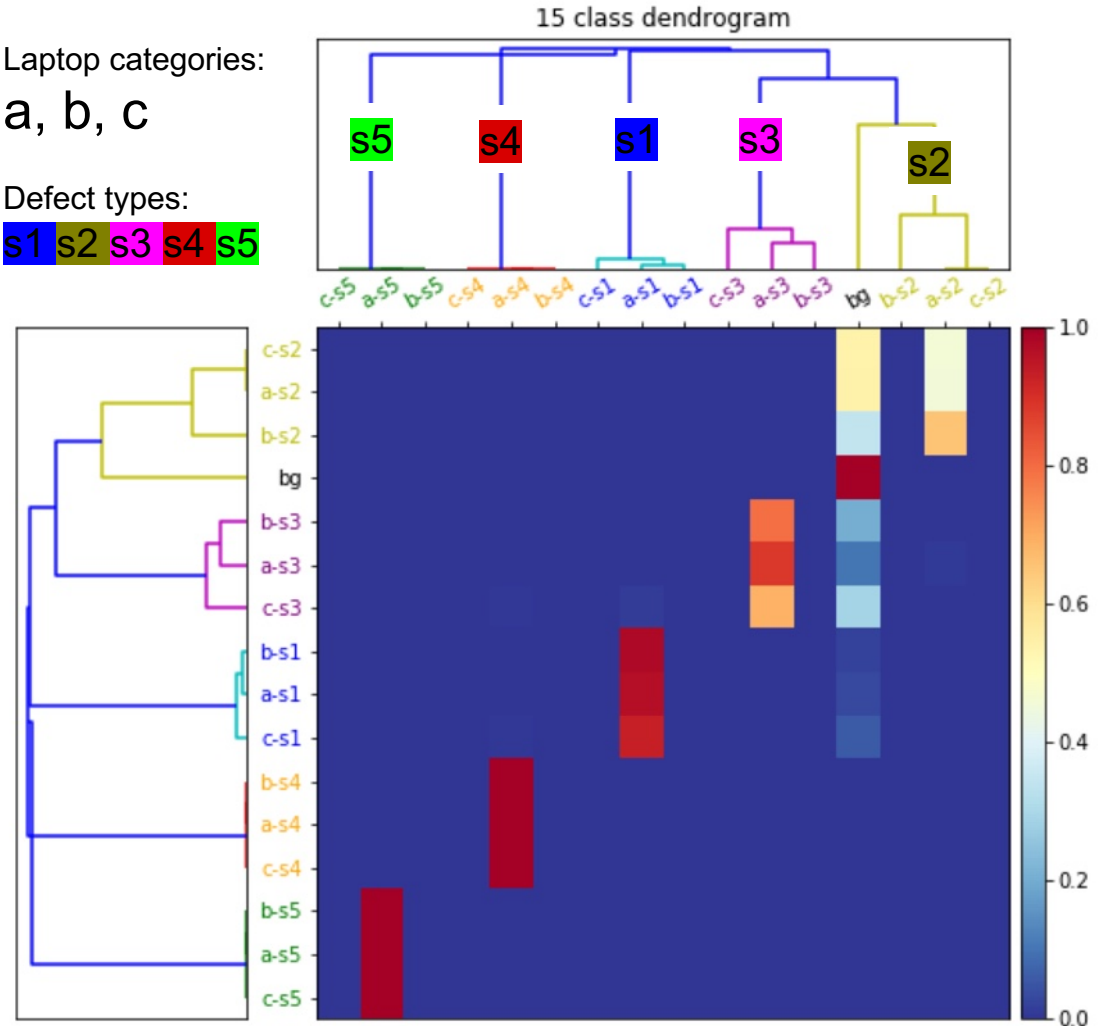 15 class dendrogram
Laptop categories:
a, b, c
Defect types:
s1 s2 s3 s4 s5
s5 s4 s1 s3 s2
c-s5 a-s5 b-s5 c-s4 a-s4 b-s4 c-s1 a-s1 b-s1 c-s3 a-s3 b-s3 bg b-s2 a-s2 c-s2
c-s2
a-s2
b-s2
bg
b-s3
a-s3
c-s3
b-s1
a-s1
c-s1
b-s4
a-s4
c-s4
b-s5
a-s5
c-s5
1.0
0.8
0.6
0.4
0.2
0.0